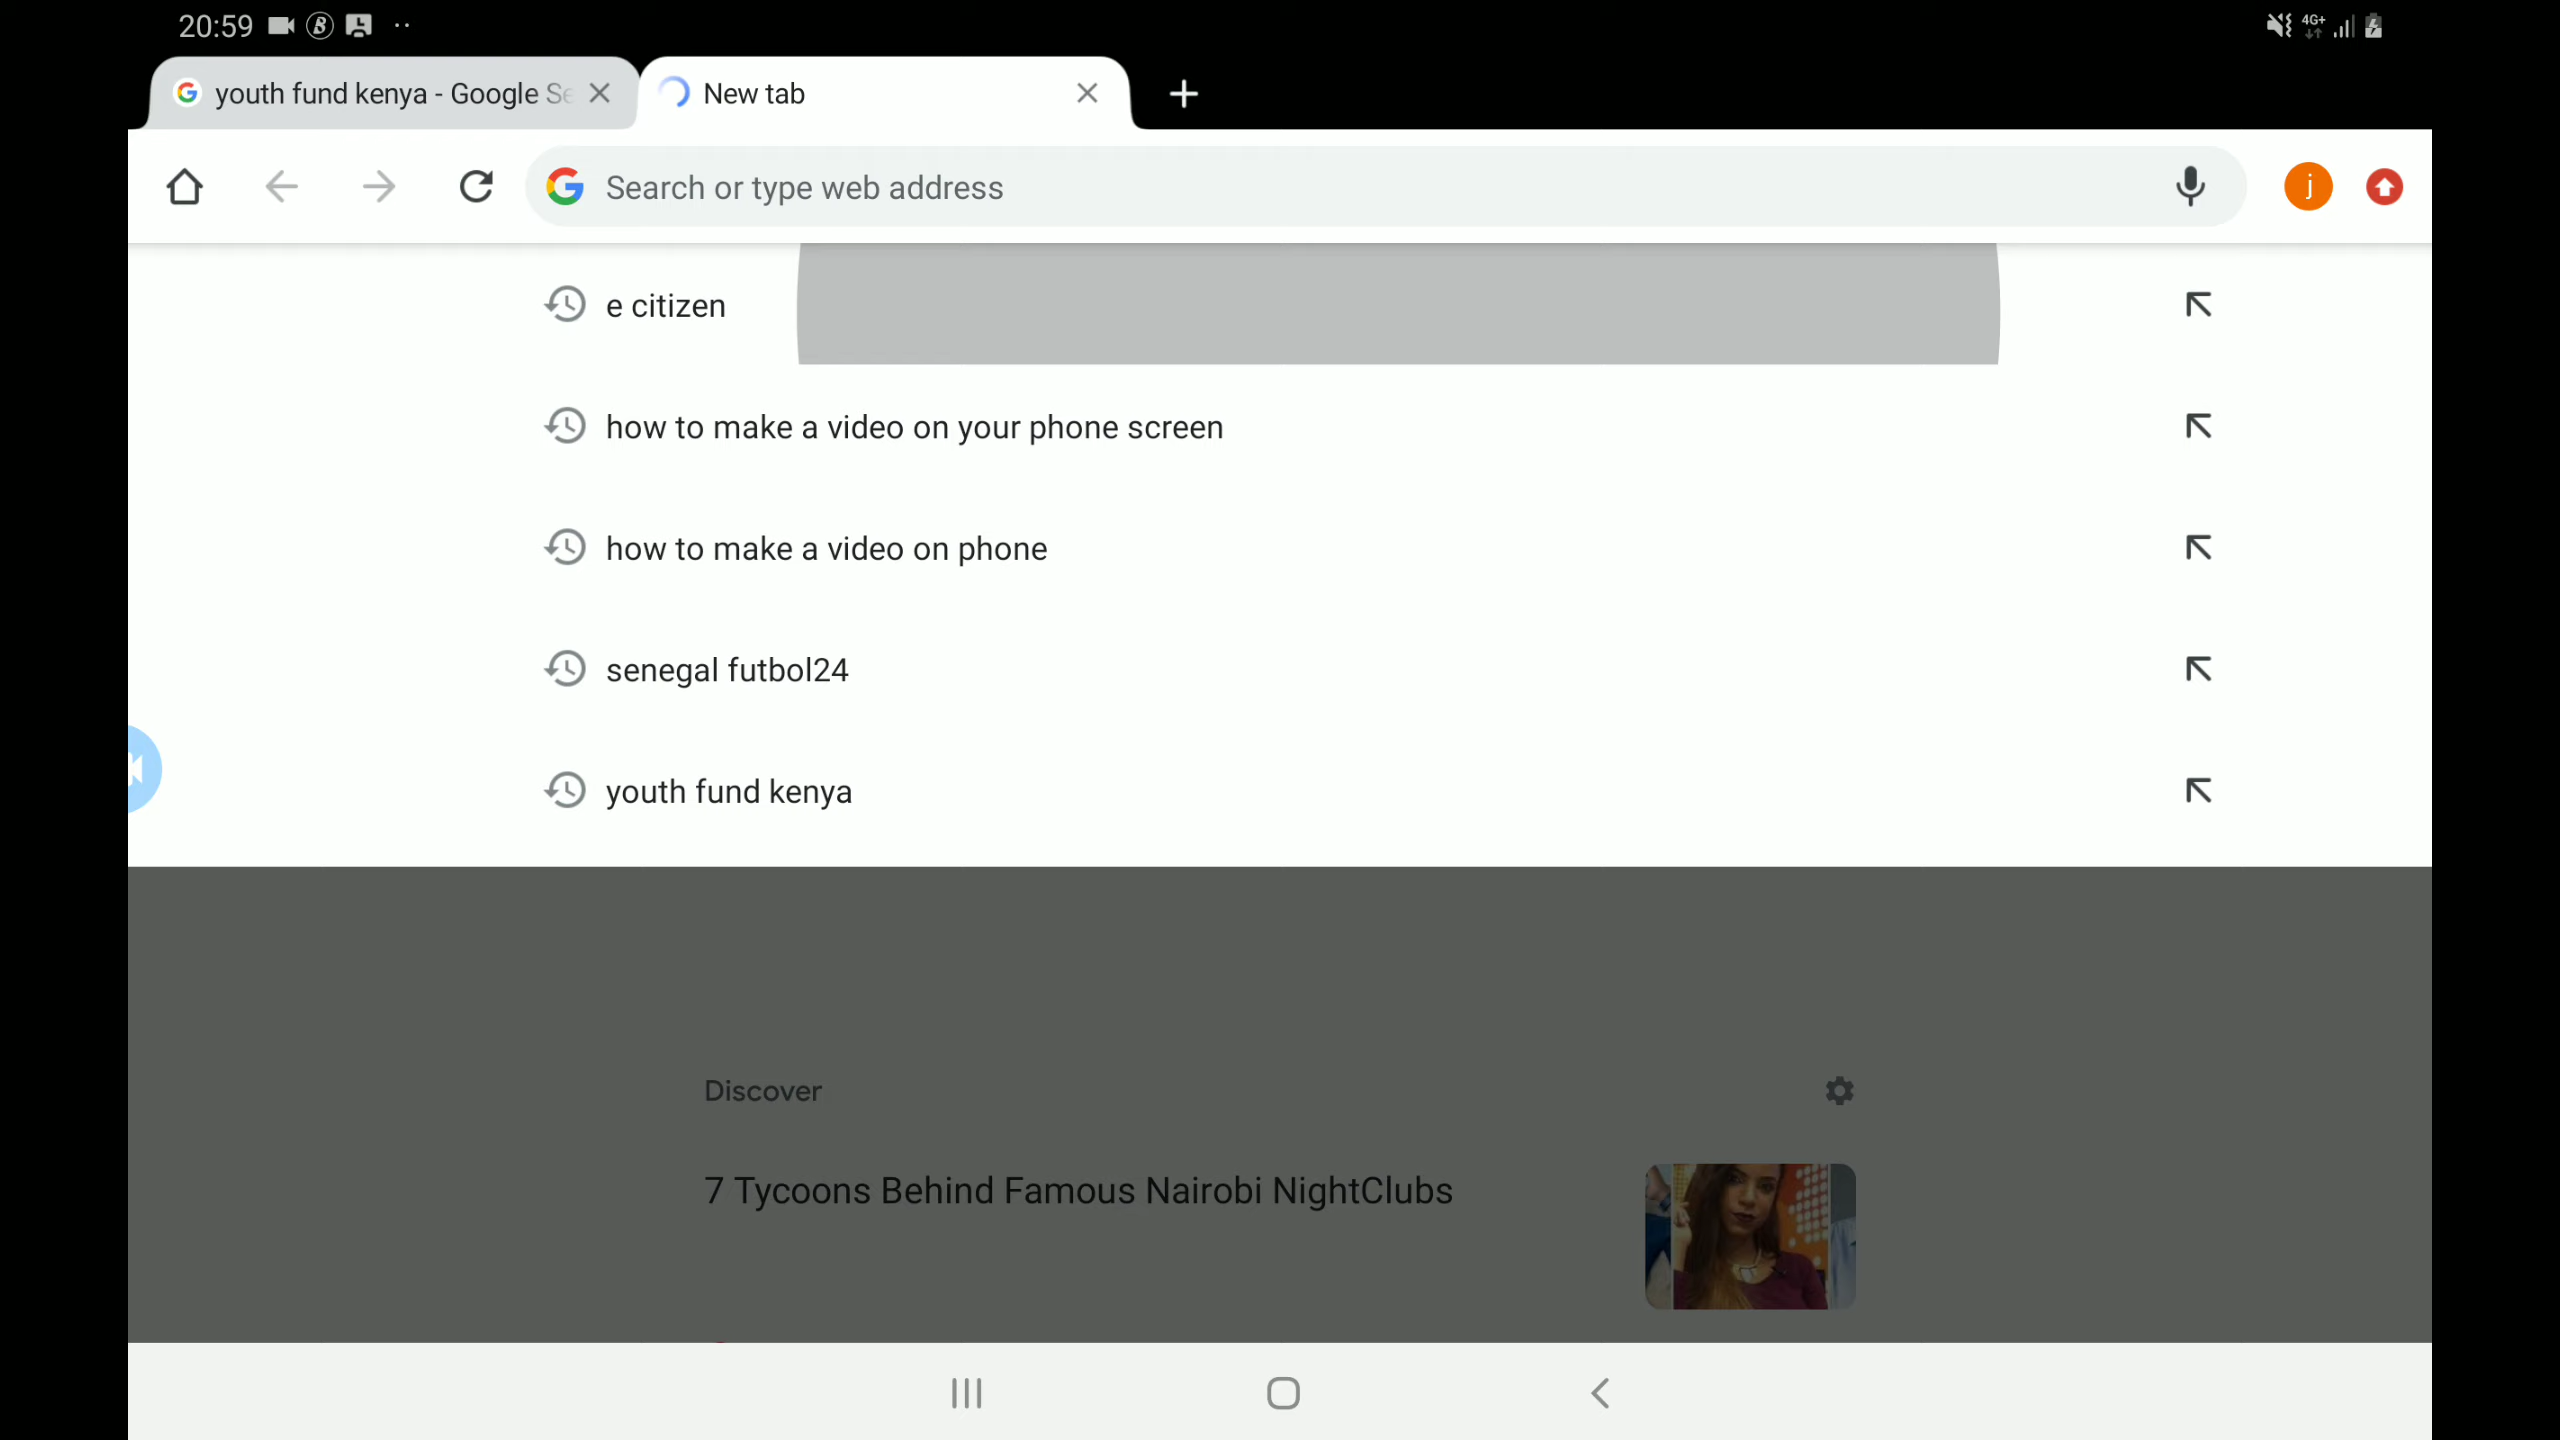 20:59
4G+
youth fund kenya - Google Se
New tab
Search or type web address
j
e citizen
how to make a video on your phone screen
how to make a video on phone
senegal futbol24
youth fund kenya
Discover
7 Tycoons Behind Famous Nairobi NightClubs